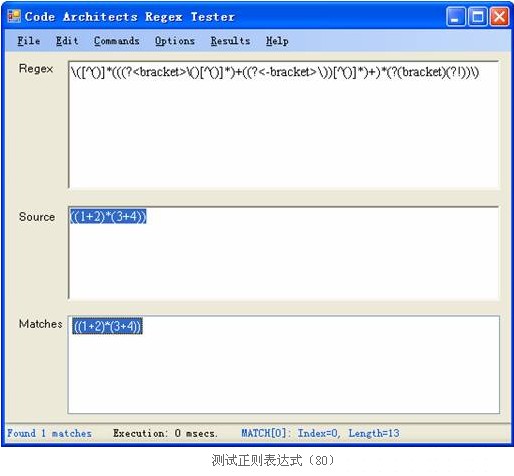 Code Architects Regex Tester
File Edit Commands Options Results Help
Regex
\([^()]*(((?<bracket>\()[^()]*)+((?<-bracket>\))[^()]*)+)*(?(bracket)(?!))\)
Source
((1+2)*(3+4))
Matches
((1+2)*(3+4))
Found 1 matches Execution: 0 msecs. MATCH[0]: Index=0, Length=13
测试正则表达式（80）